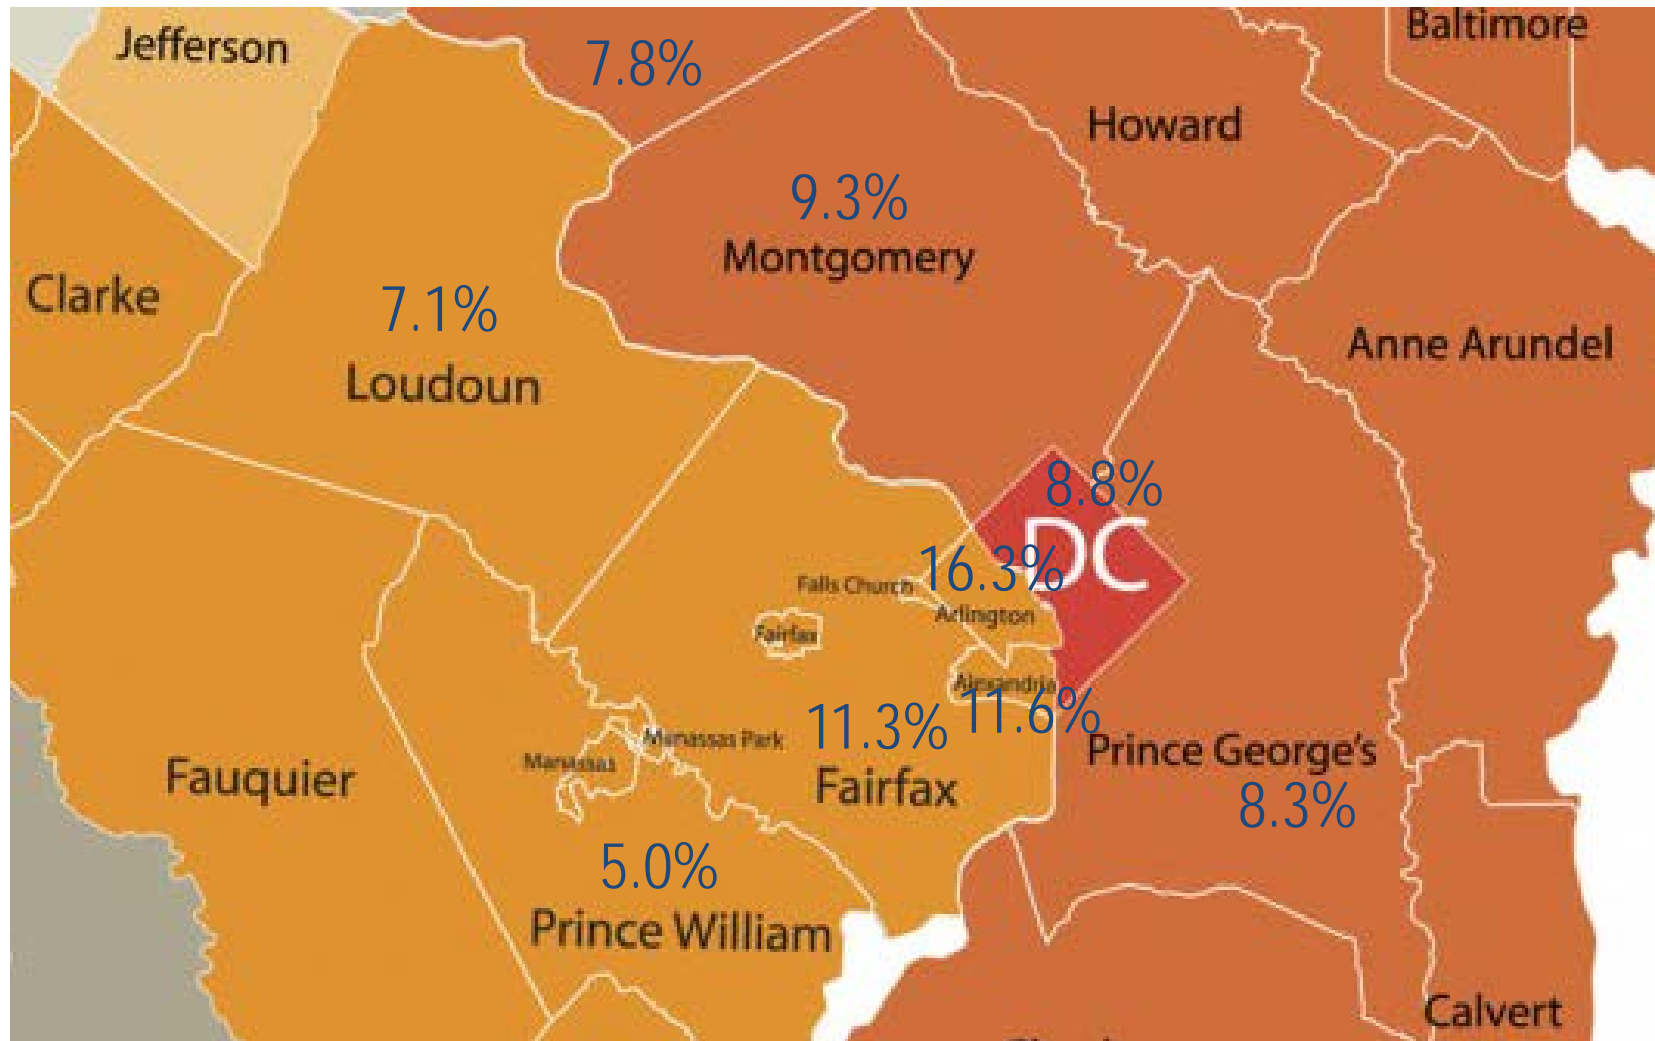 Baltimore
Jefferson
7.8%
Howard
9.3%
Montgomery
Clarke
7.1%
Anne Arundel
Loudoun
8.8%
DC
16.3%
Falls Church
Arlington
Fairfax
Alexandria
11.6%
11.3%
Manassas Park
Manassas
Prince George's
Fauquier
Fairfax
8.3%
5.0%
Prince William
Calvert